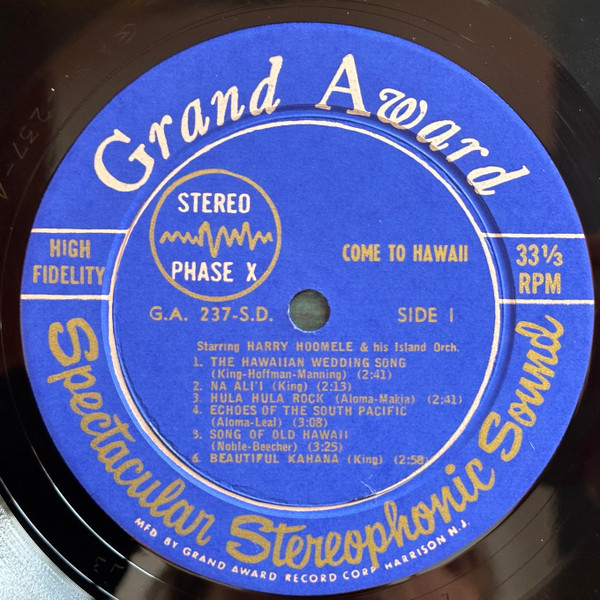 Grand Award
STEREO
PHASE X
HIGH
FIDELITY
COME TO HAWAII
33⅓
RPM
G.A. 237-S.D.
SIDE 1
Starring HARRY HOOMELE & his Island Orch.
1. THE HAWAIIAN WEDDING SONG
(King-Hoffman-Manning) (2:41)
2. NA ALI'I (King) (2:13)
3. HULA HULA ROCK (Aloma-Makia) (2:41)
4. ECHOES OF THE SOUTH PACIFIC
(Aloma-Leal) (3:08)
5. SONG OF OLD HAWAII
(Noble-Beecher) (3:25)
6. BEAUTIFUL KAHANA (King) (2:58)
Spectacular Stereophonic Sound
MFD BY GRAND AWARD RECORD CORP HARRISON N.J.